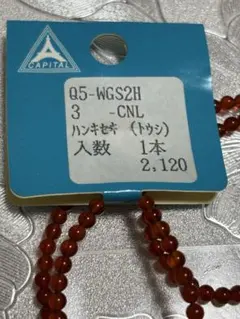 CAPITAL
Q5-WGS2H
3 -CNL
ﾊﾝｷｾｷ (ﾄｳｼ)
入数 1本
2,120